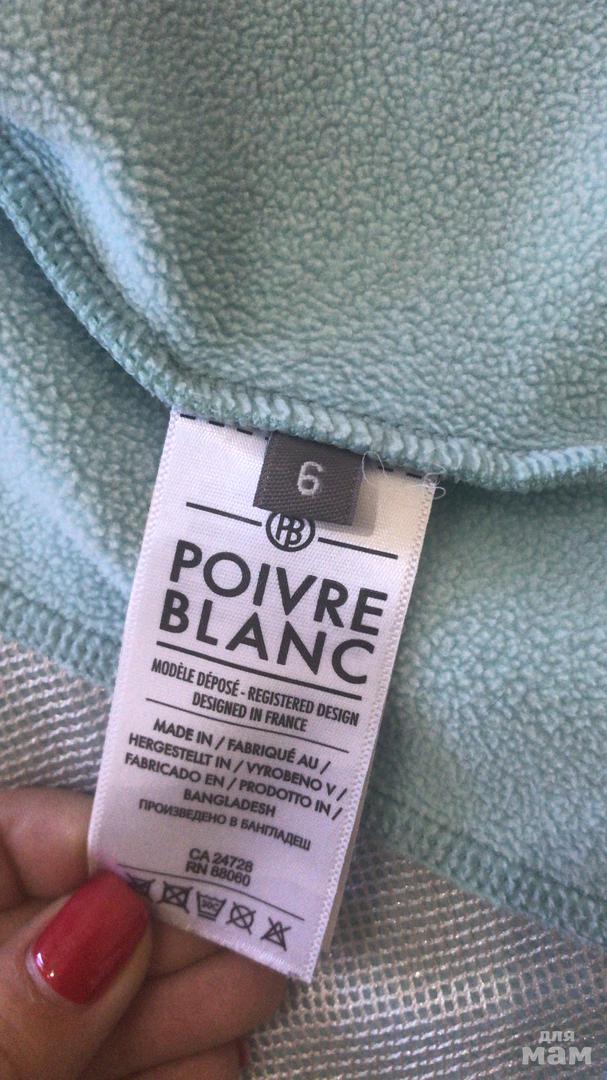 6
PB
POIVRE
BLANC
MODÈLE DÉPOSÉ - REGISTERED DESIGN
DESIGNED IN FRANCE
MADE IN / FABRIQUÉ AU /
HERGESTELLT IN / VYROBENO V /
FABRICADO EN / PRODOTTO IN /
BANGLADESH
ПРОИЗВЕДЕНО В БАНГЛАДЕШ
CA 24728
RN 88060
30C
для
мам